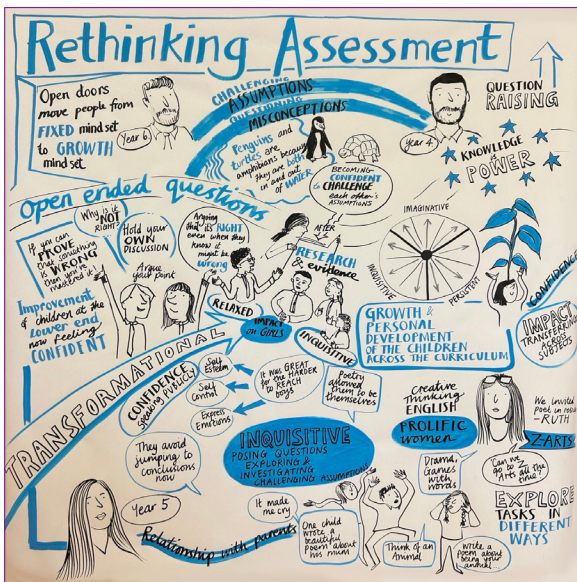 Rethinking Assessment
Open doors
move people from
FIXED mindset
to GROWTH
mindset
Year 6
CHALLENGING
ASSUMPTIONS
QUESTIONING
MISCONCEPTIONS
Penguins and
turtles are
amphibians because
they are both
in and out
of WATER
BECOMING
CONFIDENT
to CHALLENGE
each other's
ASSUMPTIONS
Year 4
QUESTION
RAISING
KNOWLEDGE
is
POWER
Open ended questions
If you can
PROVE
that something
is WRONG
then you've
mastered it!
Why is it
NOT
RIGHT?
Hold your
OWN
DISCUSSION
Argue
your point
Arguing
that it's RIGHT
even when they
know it
might be
wrong
AFTER
RESEARCH
& evidence
IMAGINATIVE
INQUISITIVE
PERSISTENT
CONFIDENCE
Improvement
of children at the
lower end
now feeling
CONFIDENT
RELAXED
IMPACT
on GIRLS
INQUISITIVE
GROWTH &
PERSONAL
DEVELOPMENT
OF THE CHILDREN
ACROSS THE CURRICULUM
IMPACT
TRANSFERRING
ACROSS
SUBJECTS
TRANSFORMATIONAL
CONFIDENCE
Speaking PUBLICLY
Self
Esteem
Self
Control
Express
Emotions
It was GREAT
for the HARDER
to REACH
boys
Poetry
allowed
them to be
themselves
Creative
Thinking
ENGLISH
PROLIFIC
women
We invited
poet in
- RUTH
Z-ARTS
"Can we
go to Z
Arts all the
time!"
They avoid
jumping to
conclusions
now
INQUISITIVE
POSING QUESTIONS
EXPLORING &
INVESTIGATING
CHALLENGING ASSUMPTIONS
Drama,
Games
with
words
EXPLORE
TASKS IN
DIFFERENT
WAYS
Year 5
It made
me cry
Relationship with parents
One child
wrote a
beautiful
poem about
his mum
Think of an
Animal
Write a
poem about
being your
animal